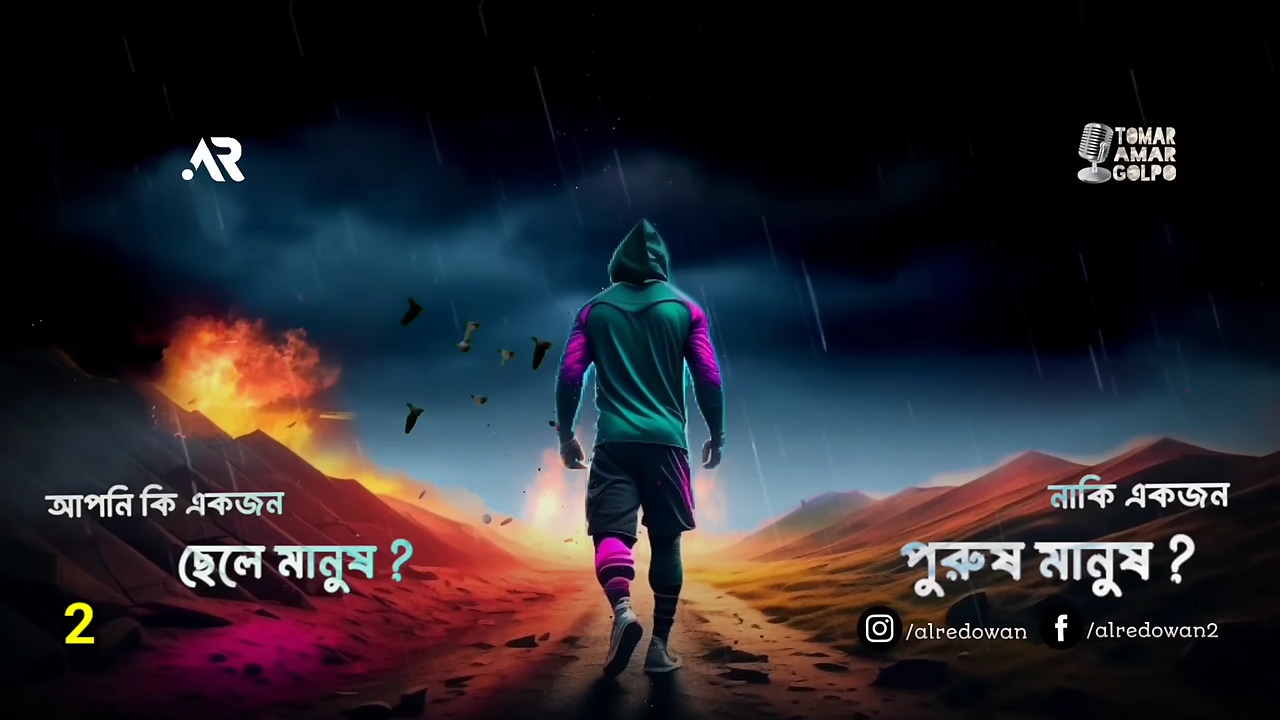 AR
TOMAR
AMAR
GOLPO
আপনি কি একজন
ছেলে মানুষ ?
নাকি একজন
পুরুষ মানুষ ?
2
/alredowan
/alredowan2